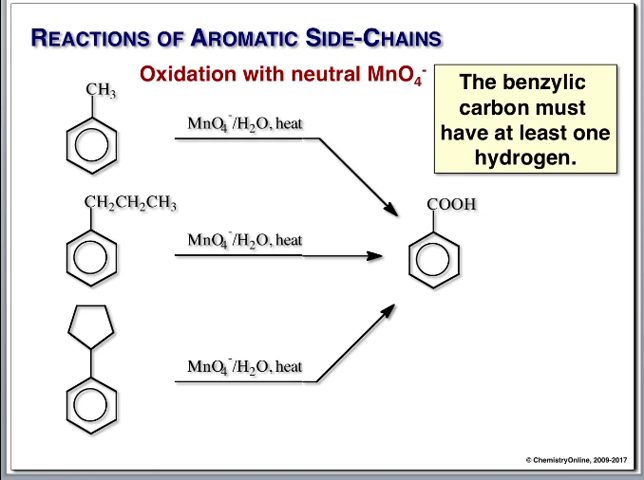 REACTIONS OF AROMATIC SIDE-CHAINS
Oxidation with neutral MnO₄⁻
The benzylic
carbon must
have at least one
hydrogen.
CH₃
MnO₄⁻/H₂O, heat
CH₂CH₂CH₃
MnO₄⁻/H₂O, heat
COOH
MnO₄⁻/H₂O, heat
© ChemistryOnline, 2009-2017